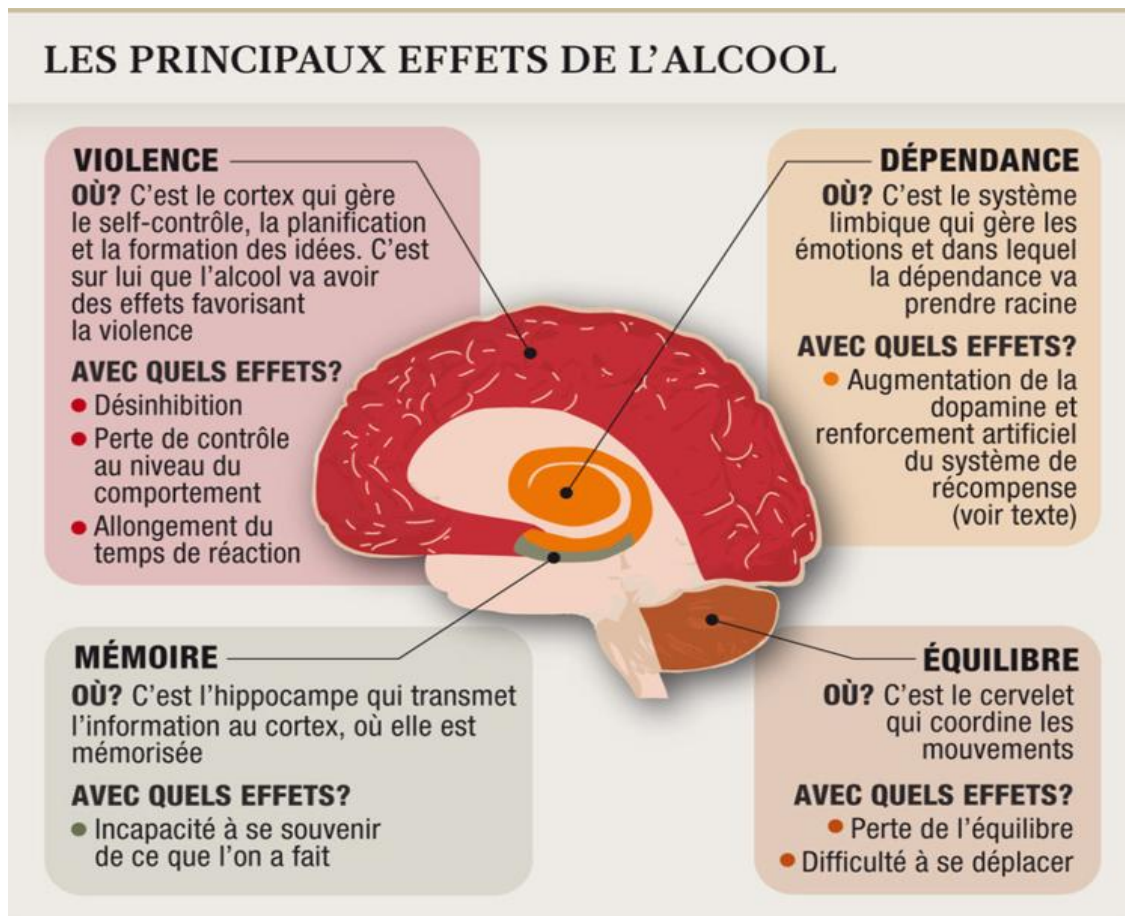 LES PRINCIPAUX EFFETS DE L'ALCOOL
VIOLENCE
OÙ? C'est le cortex qui gère
le self-contrôle, la planification
et la formation des idées. C'est
sur lui que l'alcool va avoir
des effets favorisant
la violence
AVEC QUELS EFFETS?
● Désinhibition
● Perte de contrôle
au niveau du
comportement
● Allongement du
temps de réaction
DÉPENDANCE
OÙ? C'est le système
limbique qui gère les
émotions et dans lequel
la dépendance va
prendre racine
AVEC QUELS EFFETS?
● Augmentation de la
dopamine et
renforcement artificiel
du système de
récompense
(voir texte)
MÉMOIRE
OÙ? C'est l'hippocampe qui transmet
l'information au cortex, où elle est
mémorisée
AVEC QUELS EFFETS?
● Incapacité à se souvenir
de ce que l'on a fait
ÉQUILIBRE
OÙ? C'est le cervelet
qui coordine les
mouvements
AVEC QUELS EFFETS?
● Perte de l'équilibre
● Difficulté à se déplacer